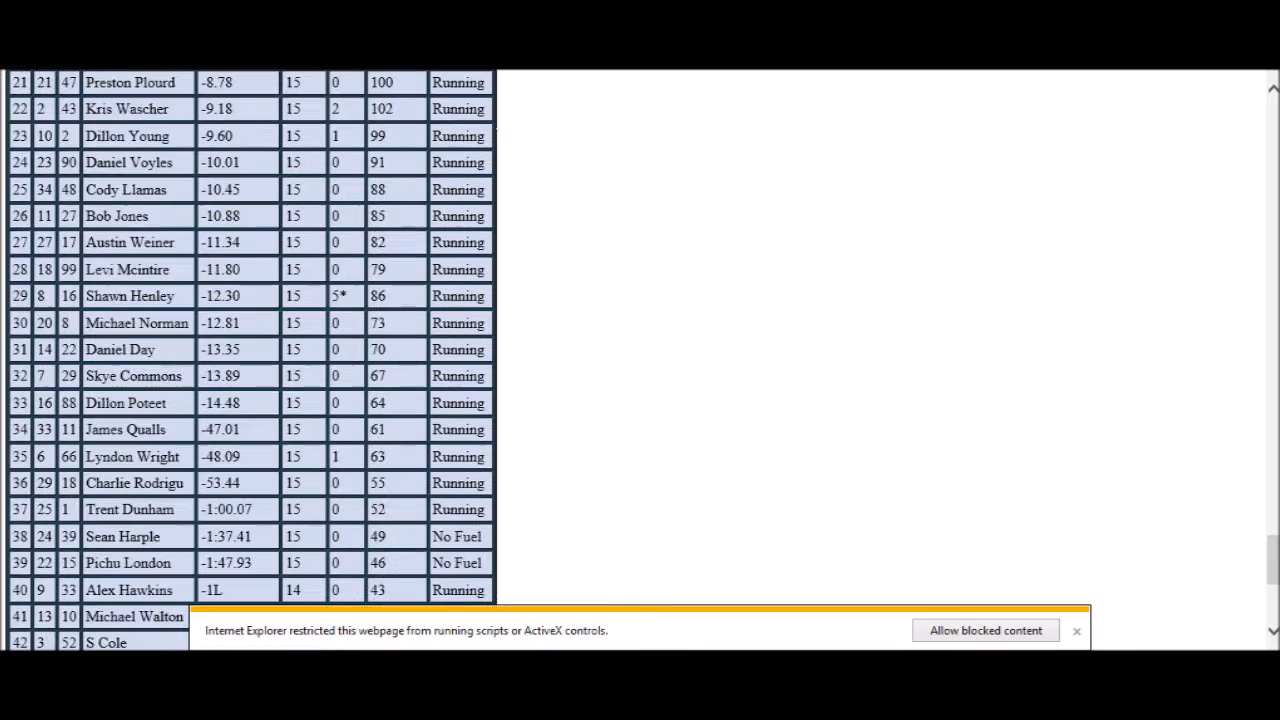 21 21 47 Preston Plourd -8.78 15 0 100 Running
22 2 43 Kris Wascher -9.18 15 2 102 Running
23 10 2 Dillon Young -9.60 15 1 99 Running
24 23 90 Daniel Voyles -10.01 15 0 91 Running
25 34 48 Cody Llamas -10.45 15 0 88 Running
26 11 27 Bob Jones -10.88 15 0 85 Running
27 27 17 Austin Weiner -11.34 15 0 82 Running
28 18 99 Levi Mcintire -11.80 15 0 79 Running
29 8 16 Shawn Henley -12.30 15 5* 86 Running
30 20 8 Michael Norman -12.81 15 0 73 Running
31 14 22 Daniel Day -13.35 15 0 70 Running
32 7 29 Skye Commons -13.89 15 0 67 Running
33 16 88 Dillon Poteet -14.48 15 0 64 Running
34 33 11 James Qualls -47.01 15 0 61 Running
35 6 66 Lyndon Wright -48.09 15 1 63 Running
36 29 18 Charlie Rodrigu -53.44 15 0 55 Running
37 25 1 Trent Dunham -1:00.07 15 0 52 Running
38 24 39 Sean Harple -1:37.41 15 0 49 No Fuel
39 22 15 Pichu London -1:47.93 15 0 46 No Fuel
40 9 33 Alex Hawkins -1L 14 0 43 Running
41 13 10 Michael Walton
42 3 52 S Cole
Internet Explorer restricted this webpage from running scripts or ActiveX controls.
Allow blocked content ×